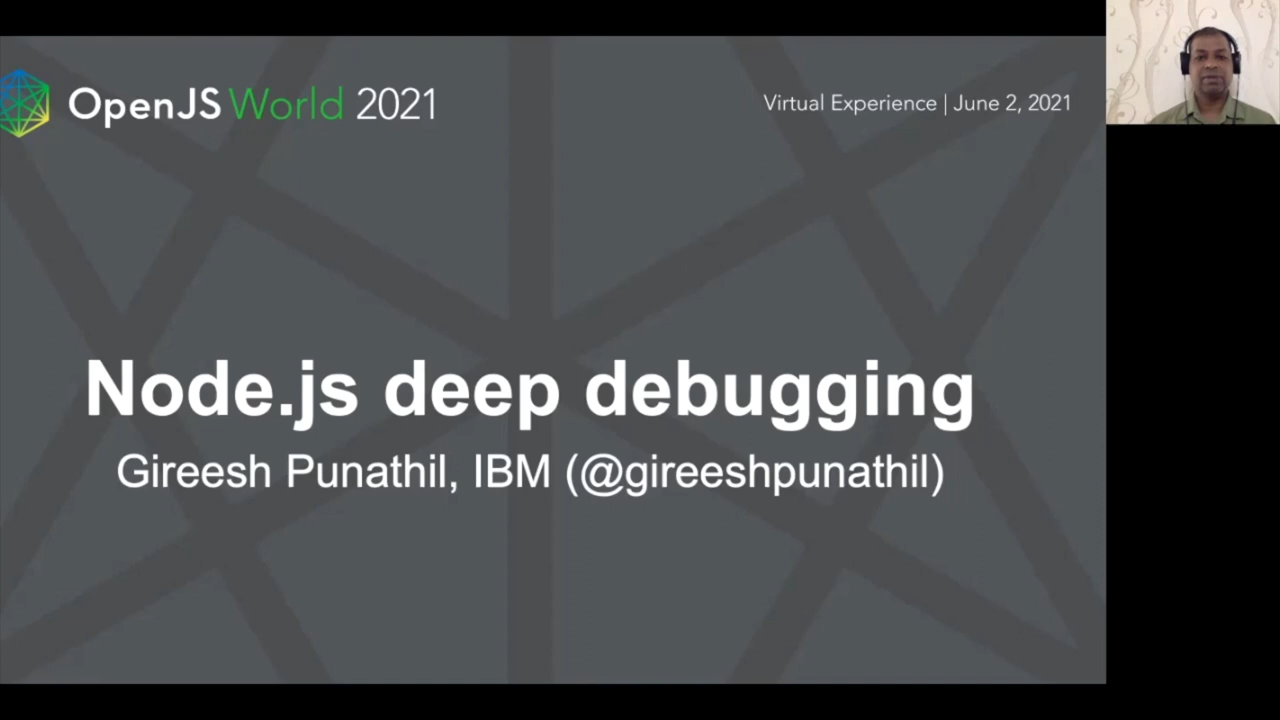 OpenJS World 2021
Virtual Experience | June 2, 2021
Node.js deep debugging
Gireesh Punathil, IBM (@gireeshpunathil)